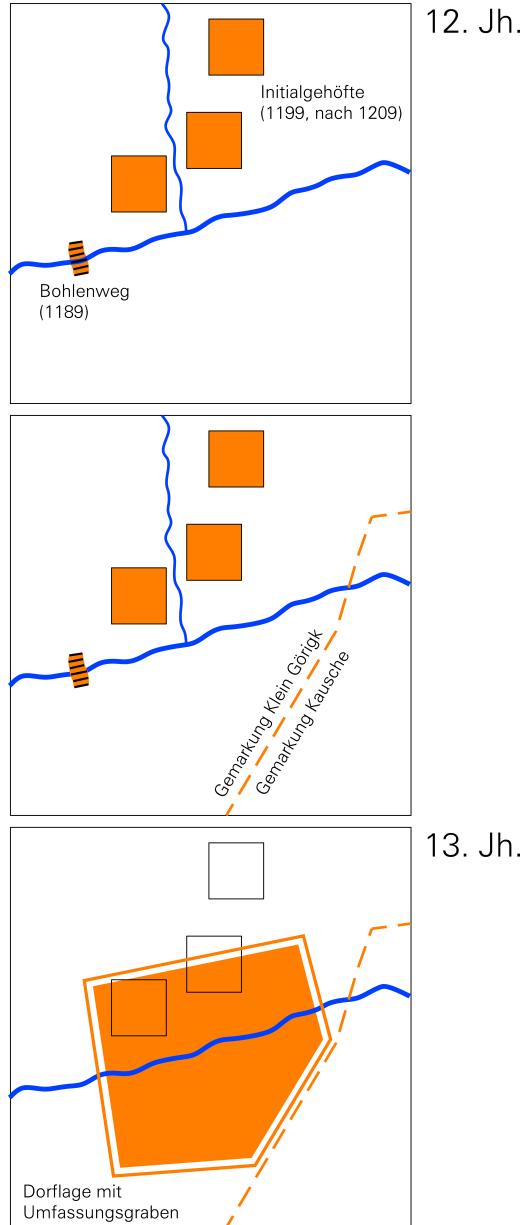 12. Jh.
Initialgehöfte
(1199, nach 1209)
Bohlenweg
(1189)
Gemarkung Klein Görigk
Gemarkung Kausche
13. Jh.
Dorflage mit
Umfassungsgraben